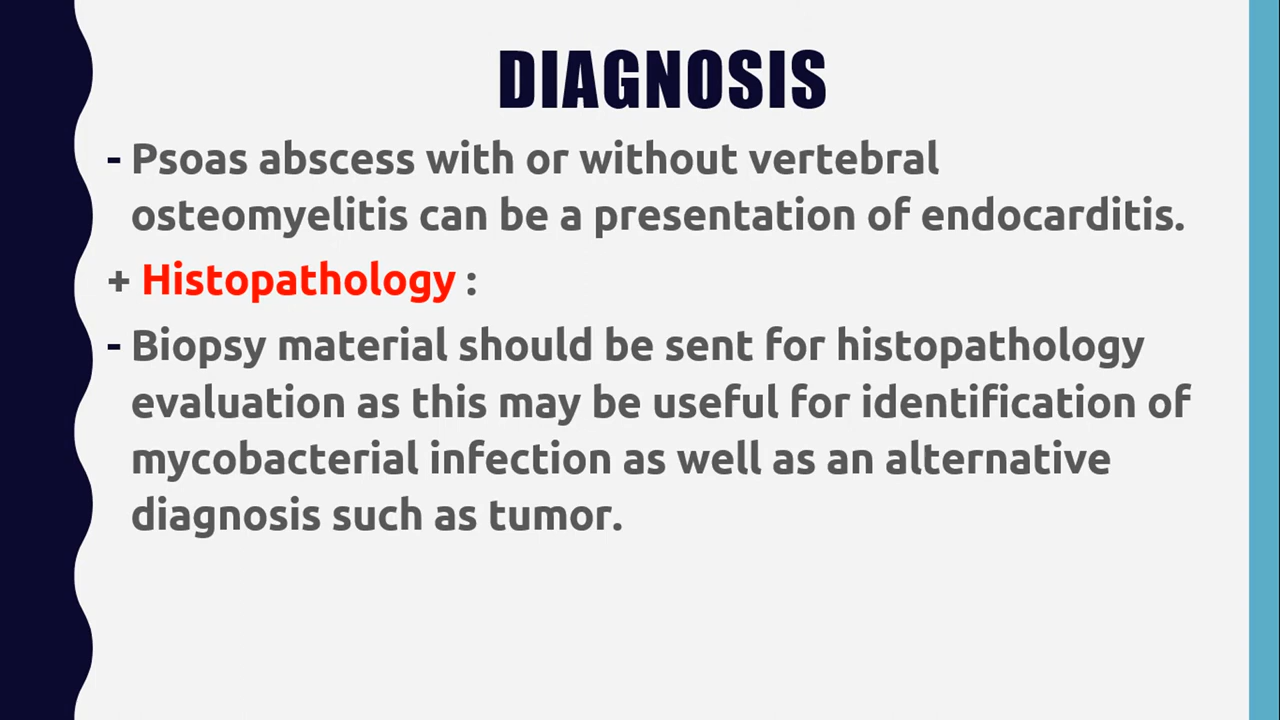 DIAGNOSIS
- Psoas abscess with or without vertebral
osteomyelitis can be a presentation of endocarditis.
+ Histopathology :
- Biopsy material should be sent for histopathology
evaluation as this may be useful for identification of
mycobacterial infection as well as an alternative
diagnosis such as tumor.